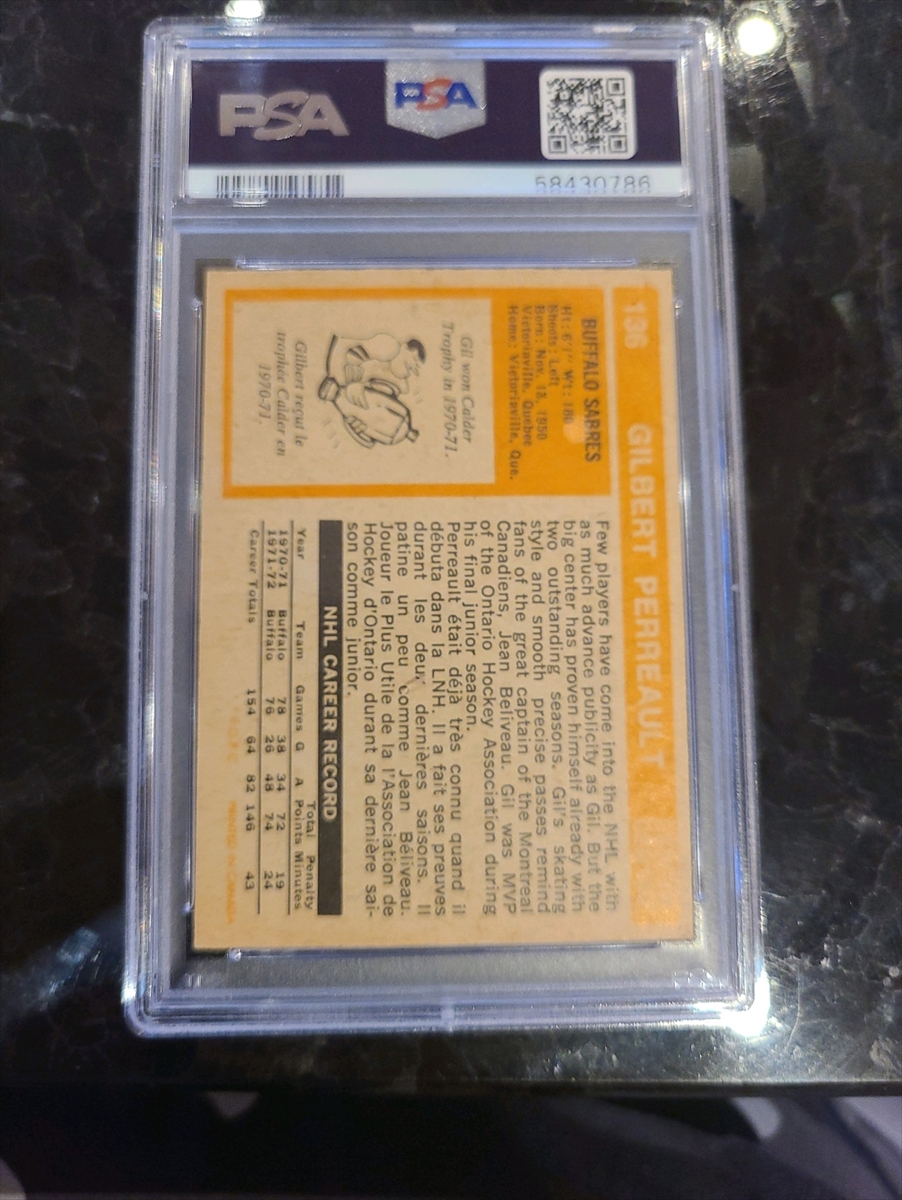 PSA
PSA
58430786
136 GILBERT PERREAULT
BUFFALO SABRES
Ht: 6'1" Wt: 180
Shoots: Left
Born: Nov. 13, 1950
Victoriaville, Quebec
Home: Victoriaville, Que.
Gil won Calder
Trophy in 1970-71.
Gilbert reçut le
trophée Calder en
1970-71.
Few players have come into the NHL with
as much advance publicity as Gil. But the
big center has proven himself already with
two outstanding seasons. Gil's skating
style and smooth precise passes remind
fans of the great captain of the Montreal
Canadiens, Jean Beliveau. Gil was MVP
of the Ontario Hockey Association during
his final junior season.
Perreault était déjà très connu quand il
débuta dans la LNH. Il a fait ses preuves
durant les deux dernières saisons. Il
patine un peu comme Jean Béliveau.
Joueur le Plus Utile de la l'Association de
Hockey d'Ontario durant sa dernière sai-
son comme junior.
NHL CAREER RECORD
Total Penalty
Year Team Games G A Points Minutes
1970-71 Buffalo 78 38 34 72 19
1971-72 Buffalo 76 26 48 74 24
Career Totals 154 64 82 146 43
PRINTED IN CANADA